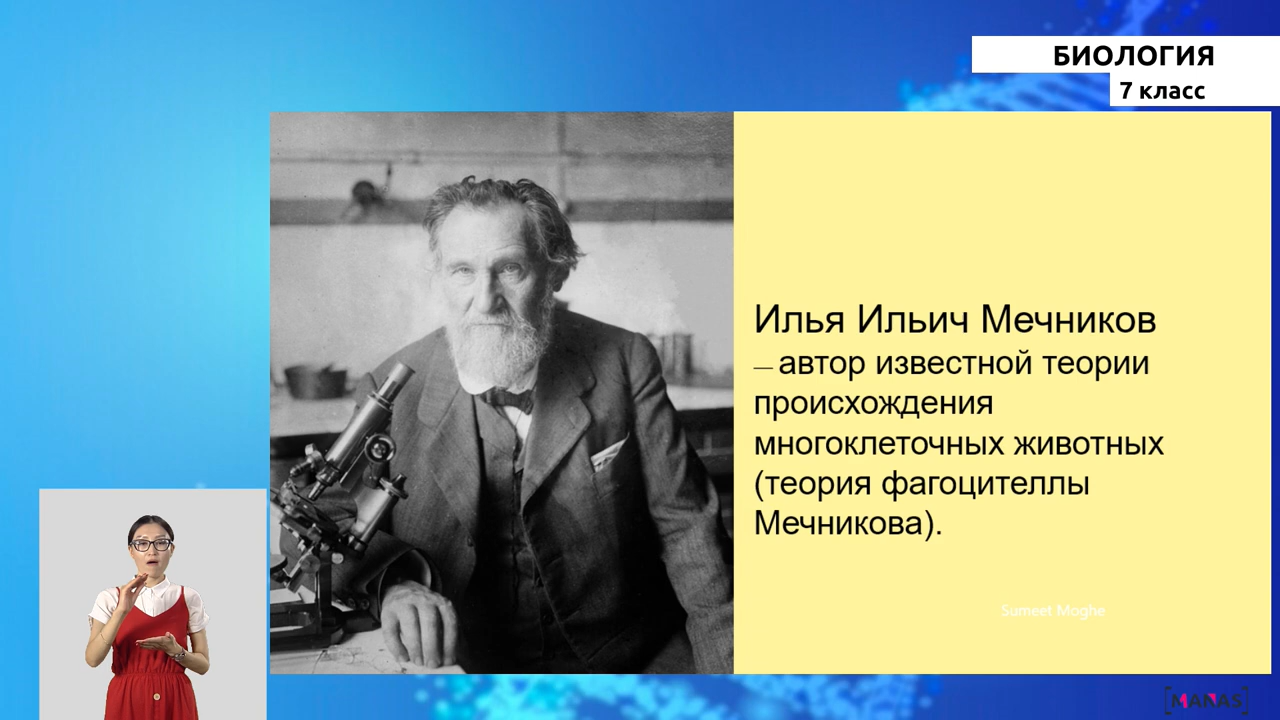 БИОЛОГИЯ
7 класс
Илья Ильич Мечников
— автор известной теории
происхождения
многоклеточных животных
(теория фагоцителлы
Мечникова).
Sumeet Moghe
MANAS